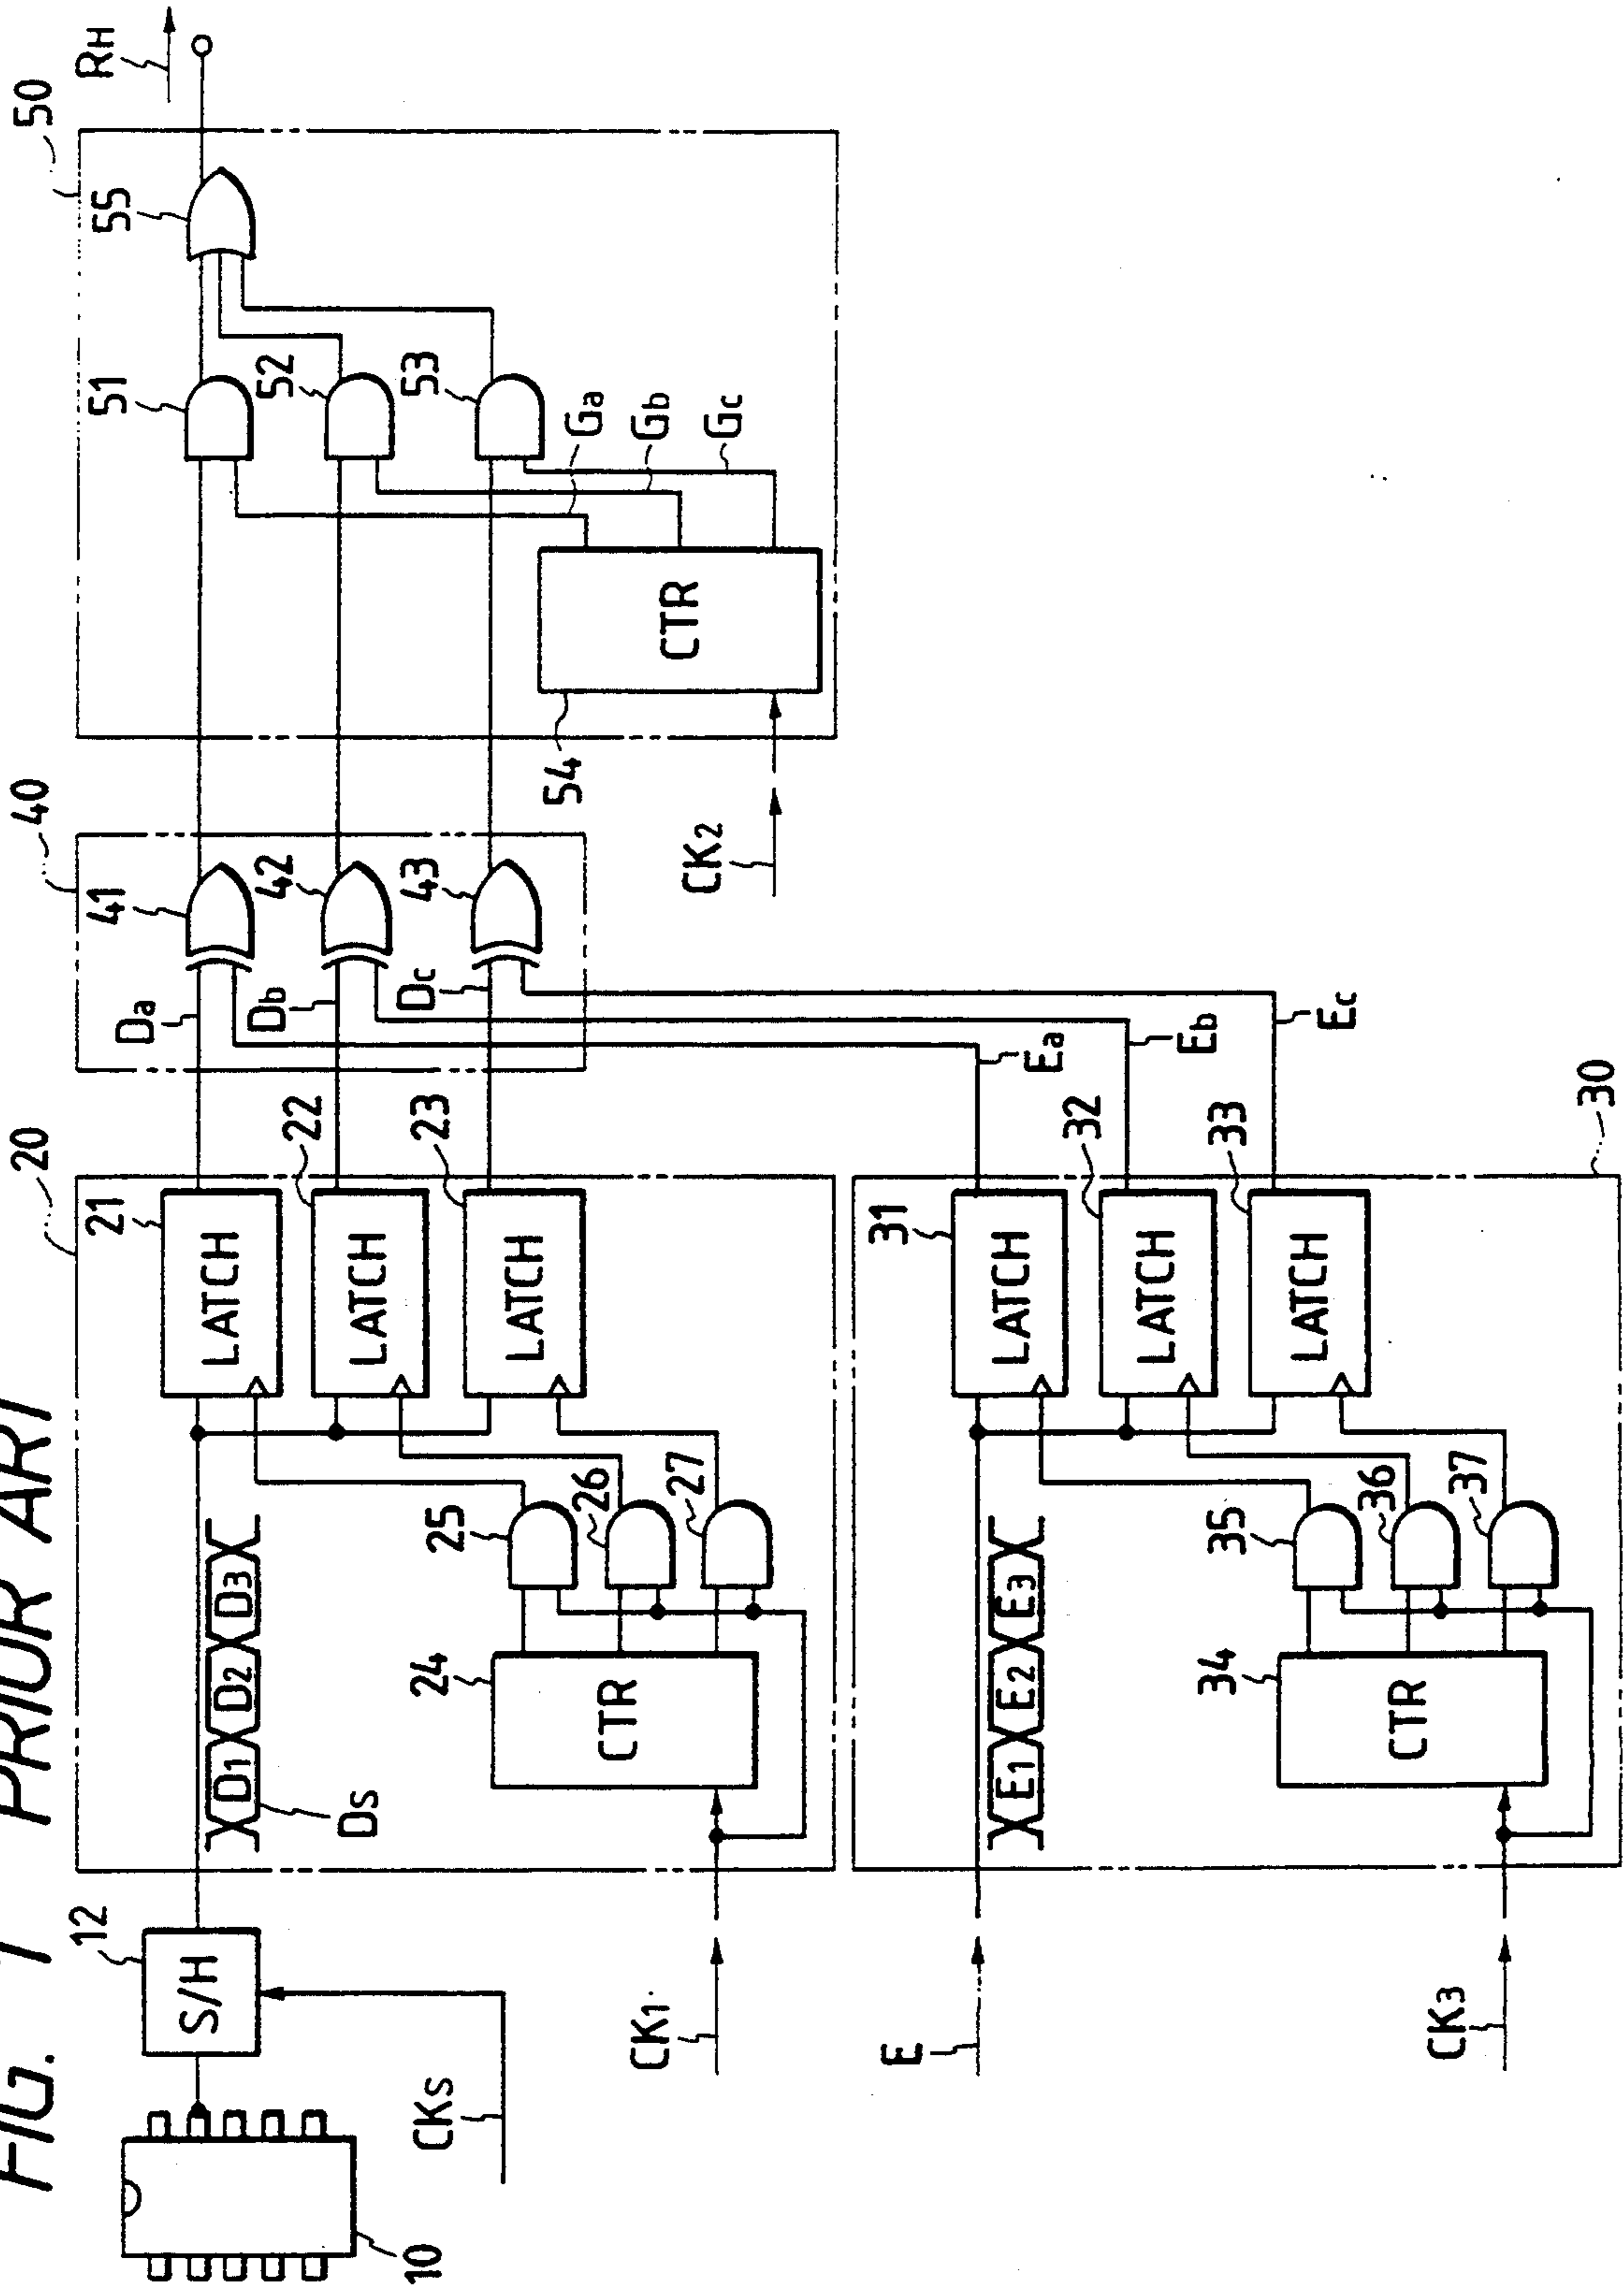 FIG. 1 PRIOR ART
10
12
S/H
CKS
20
DS
D1 D2 D3
21
LATCH
22
LATCH
23
LATCH
24
CTR
25
26
27
CK1
E
30
E1 E2 E3
31
LATCH
32
LATCH
33
LATCH
34
CTR
35
36
37
CK3
40
41
42
43
Da
Db
Dc
Ea
Eb
Ec
50
51
52
53
54
CTR
55
Ga
Gb
Gc
CK2
RH